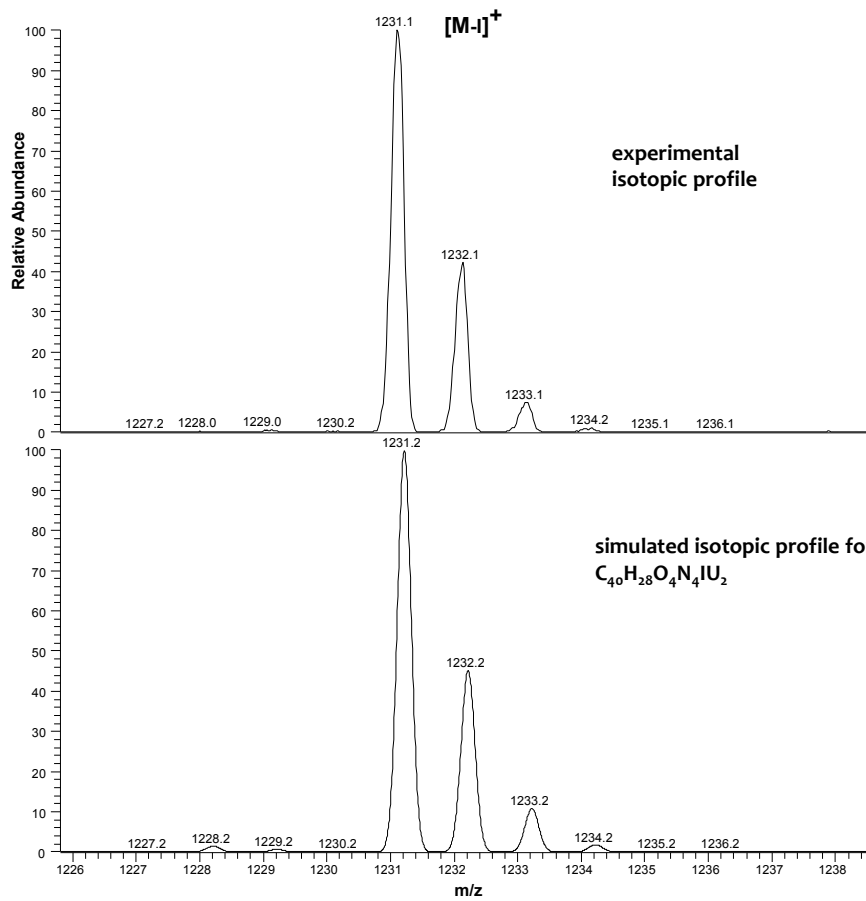 [M-I]⁺
1231.1
100
90
80
70
60
50
40
30
20
10
0
Relative Abundance
experimental
isotopic profile
1232.1
1233.1
1227.2 1228.0 1229.0 1230.2 1234.2 1235.1 1236.1
1231.2
100
90
80
70
60
50
40
30
20
10
0
simulated isotopic profile fo
C₄₀H₂₈O₄N₄IU₂
1232.2
1233.2
1227.2 1228.2 1229.2 1230.2 1234.2 1235.2 1236.2
1226 1227 1228 1229 1230 1231 1232 1233 1234 1235 1236 1237 1238
m/z